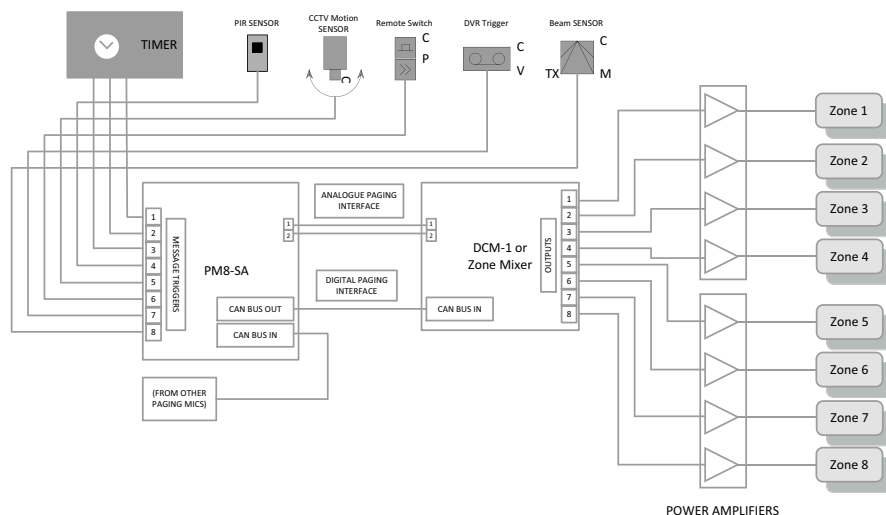 TIMER
PIR SENSOR
CCTV Motion
SENSOR
C
Remote Switch
C
P
DVR Trigger
C
V
Beam SENSOR
C
TX
M
1
2
3
4
5
6
7
8
MESSAGE TRIGGERS
PM8-SA
1
2
CAN BUS OUT
CAN BUS IN
(FROM OTHER
PAGING MICS)
ANALOGUE PAGING
INTERFACE
DIGITAL PAGING
INTERFACE
1
2
DCM-1 or
Zone Mixer
CAN BUS IN
OUTPUTS
1
2
3
4
5
6
7
8
Zone 1
Zone 2
Zone 3
Zone 4
Zone 5
Zone 6
Zone 7
Zone 8
POWER AMPLIFIERS